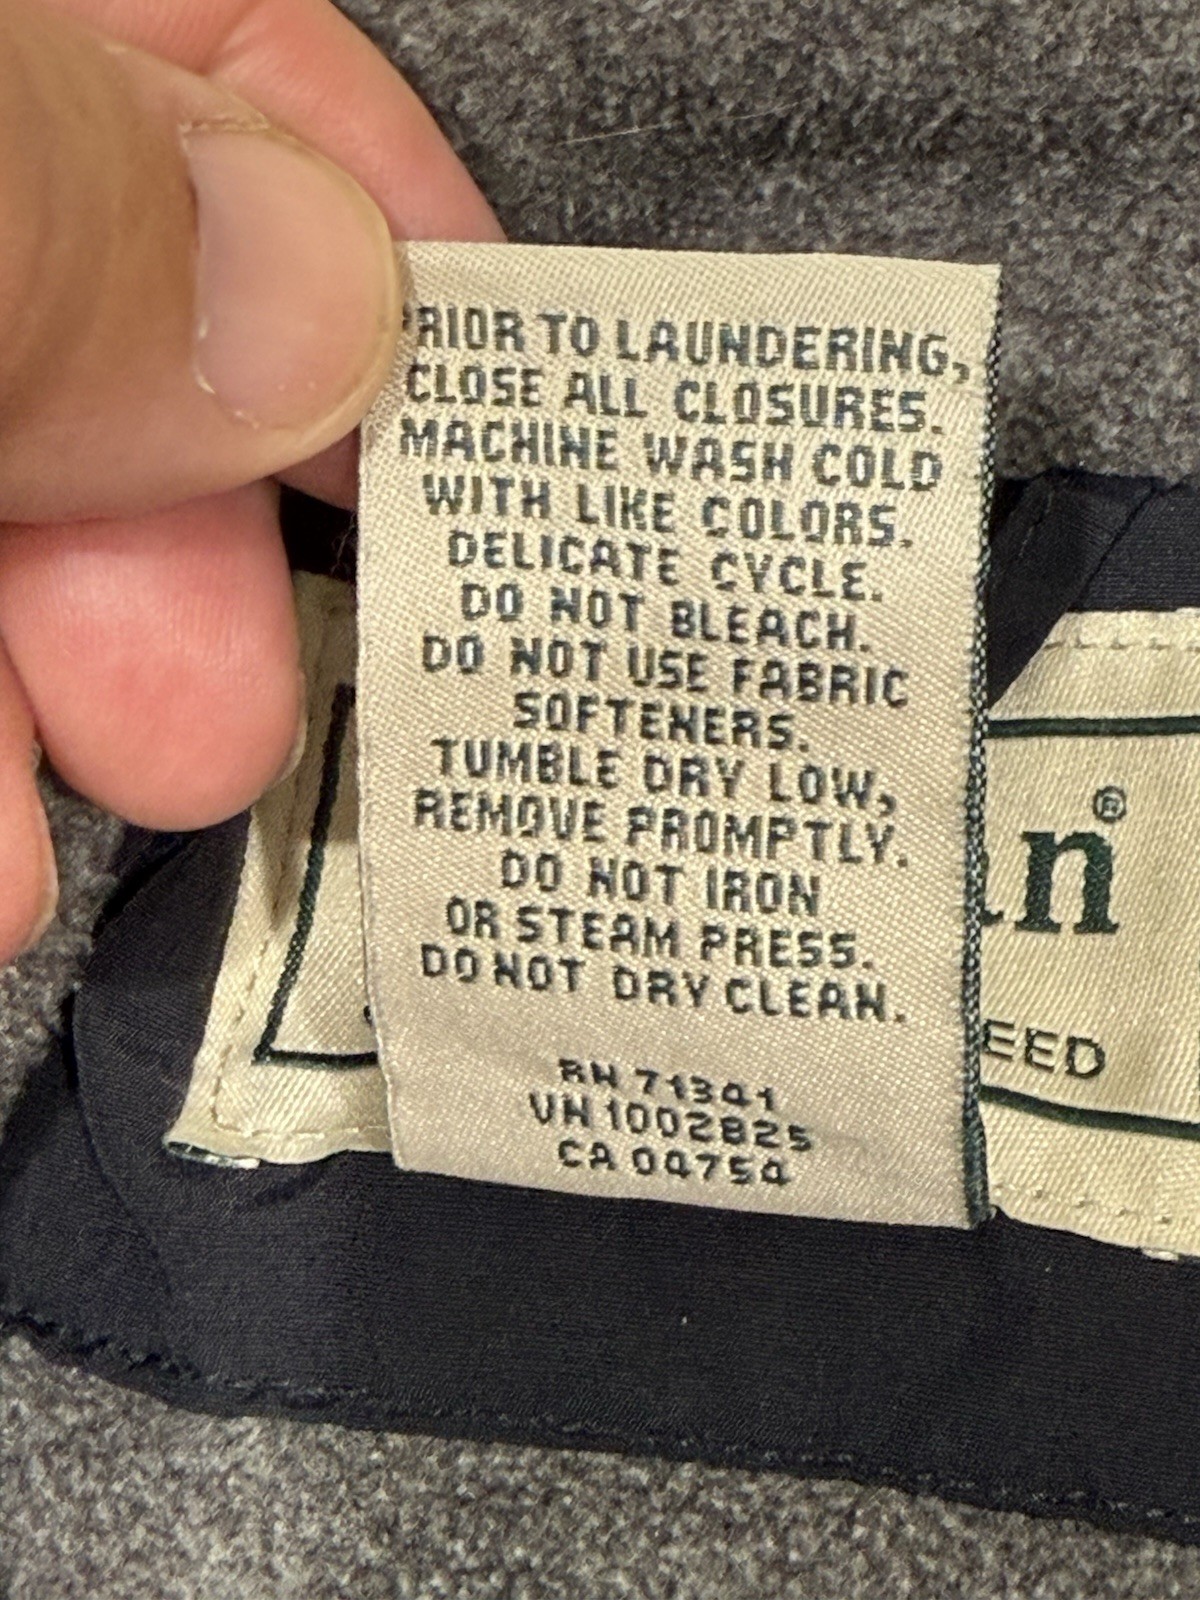 PRIOR TO LAUNDERING,
CLOSE ALL CLOSURES.
MACHINE WASH COLD
WITH LIKE COLORS.
DELICATE CYCLE.
DO NOT BLEACH.
DO NOT USE FABRIC
SOFTENERS.
TUMBLE DRY LOW,
REMOVE PROMPTLY.
DO NOT IRON
OR STEAM PRESS.
DO NOT DRY CLEAN.
RN 71341
VN 1002825
CA 04754
an®
EED